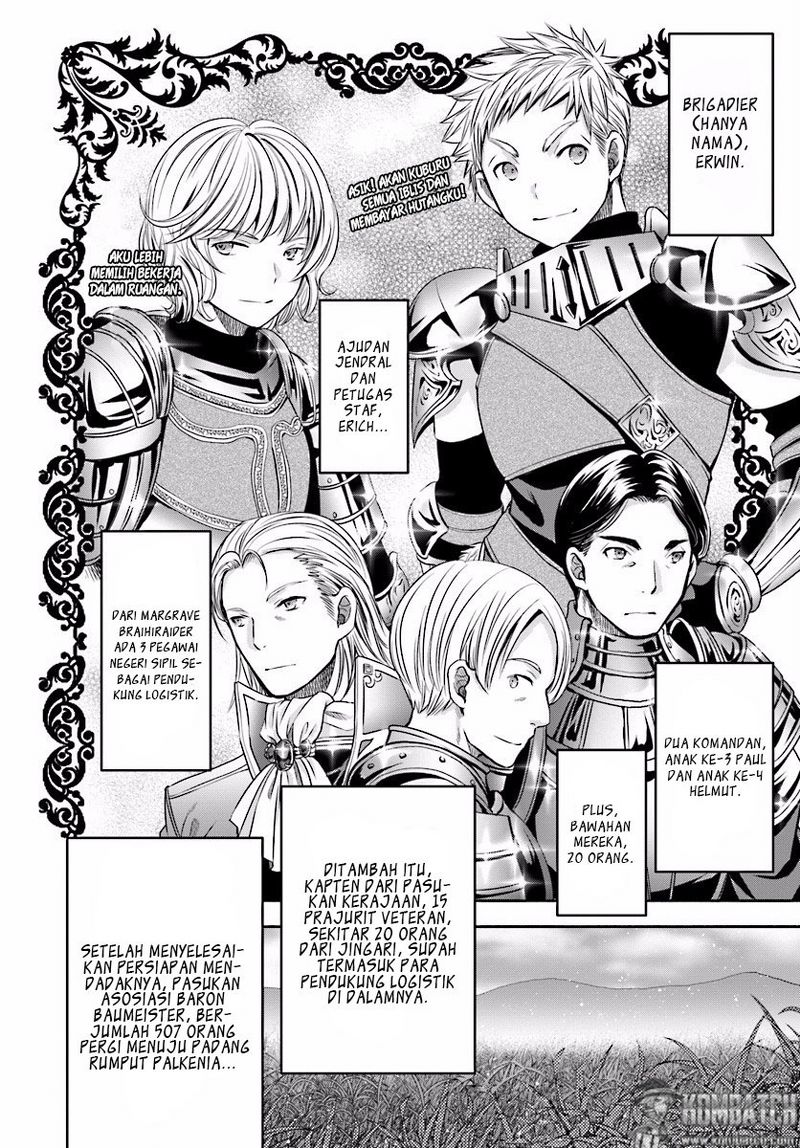 BRIGADIER
(HANYA
NAMA),
ERWIN.
ASIK! AKAN KUBURU
SEMUA IBLIS DAN
MEMBAYAR HUTANGKU!
AKU LEBIH
MEMILIH BEKERJA
DALAM RUANGAN.
AJUDAN
JENDRAL
DAN
PETUGAS
STAF,
ERICH...
DUA KOMANDAN,
ANAK KE-3 PAUL
DAN ANAK KE-4
HELMUT.
PLUS,
BAWAHAN
MEREKA,
20 ORANG.
DARI MARGRAVE
BRAIHIRAIDER
ADA 3 PEGAWAI
NEGERI SIPIL SE-
BAGAI PENDU-
KUNG LOGISTIK.
DITAMBAH ITU,
KAPTEN DARI PASU-
KAN KERAJAAN, 15
PRAJURIT VETERAN,
SEKITAR 20 ORANG
DARI JINGARI, SUDAH
TERMASUK PARA
PENDUKUNG LOGISTIK
DI DALAMNYA.
SETELAH MENYELESAI-
KAN PERSIAPAN MEN-
DADAKNYA, PASUKAN
ASOSIASI BARON
BAUMEISTER, BER-
JUMLAH 507 ORANG
PERGI MENUJU PADANG
RUMPUT PALKENIA...
KOMBATCH